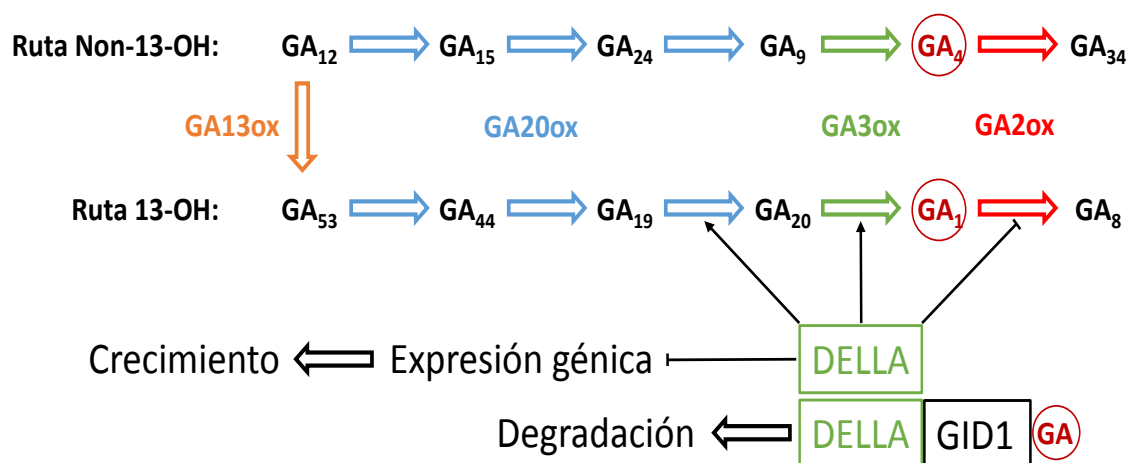 Ruta Non-13-OH: GA12 GA15 GA24 GA9 GA4 GA34
GA13ox GA20ox GA3ox GA2ox
Ruta 13-OH: GA53 GA44 GA19 GA20 GA1 GA8
Crecimiento Expresión génica DELLA
Degradación DELLA GID1 GA